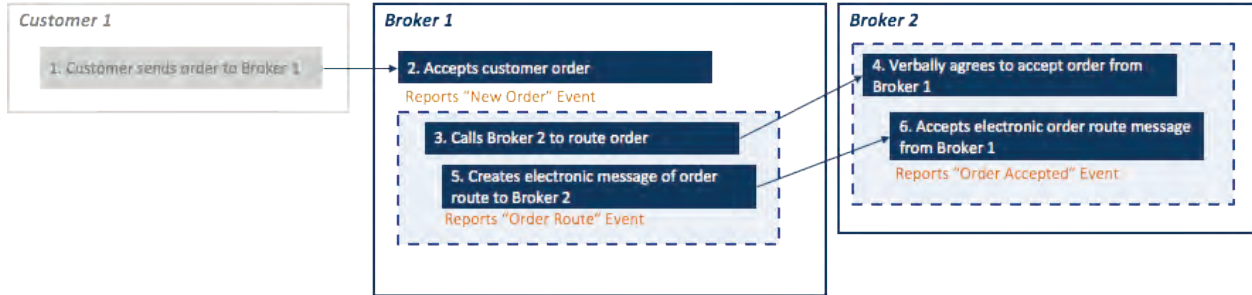 Customer 1
1. Customer sends order to Broker 1
Broker 1
2. Accepts customer order
Reports "New Order" Event
3. Calls Broker 2 to route order
5. Creates electronic message of order
route to Broker 2
Reports "Order Route" Event
Broker 2
4. Verbally agrees to accept order from
Broker 1
6. Accepts electronic order route message
from Broker 1
Reports "Order Accepted" Event